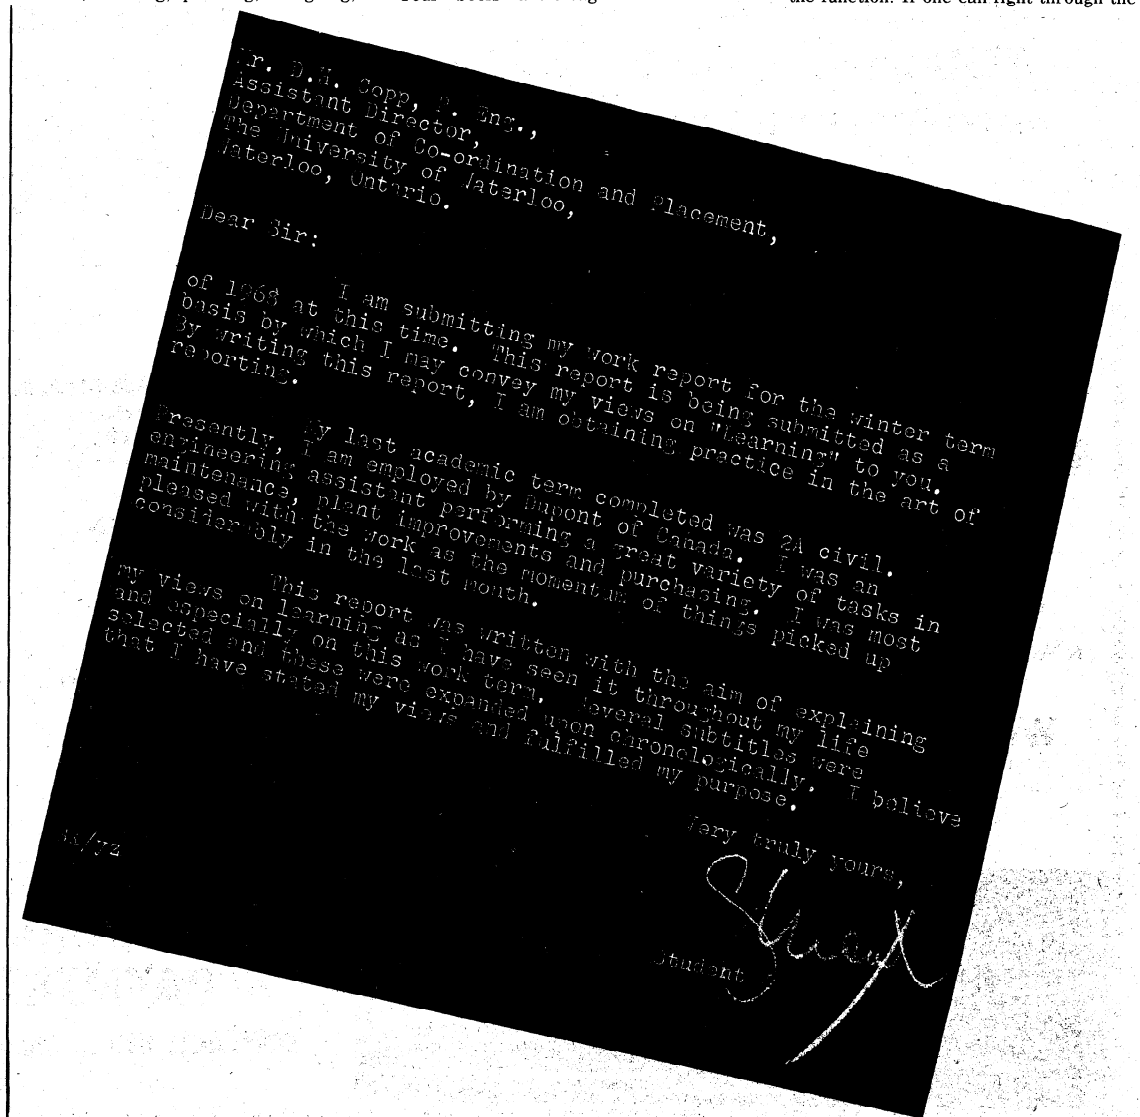 the function. If one can fight through the
Mr. D.H. Copp, P. Eng.,
Assistant Director,
Department of Co-ordination and Placement,
The University of Waterloo,
Waterloo, Ontario.
Dear Sir:
I am submitting my work report for the winter term
of 1968 at this time. This report is being submitted as a
basis by which I may convey my views on "Learning" to you.
By writing this report, I am obtaining practice in the art of
reporting.
My last academic term completed was 2A civil.
Presently, I am employed by Dupont of Canada. I was an
engineering assistant performing a great variety of tasks in
maintenance, plant improvements and purchasing. I was most
pleased with the work as the momentum of things picked up
considerably in the last month.
This report was written with the aim of explaining
my views on learning as I have seen it throughout my life
and especially on this work term. Several subtitles were
selected and these were expanded upon chronologically. I believe
that I have stated my views and fulfilled my purpose.
Very truly yours,
Student